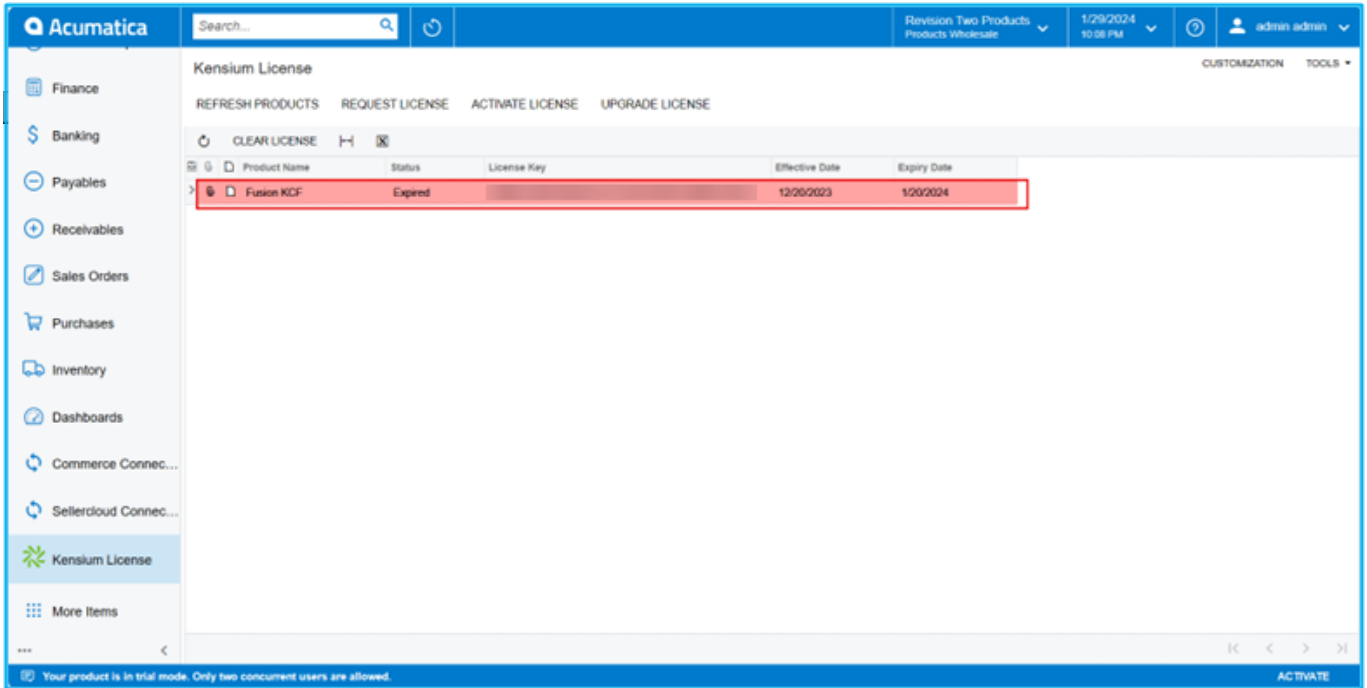 Acumatica
Search...
Revision Two Products
Products Wholesale
1/29/2024
10:08 PM
admin admin
Finance
Banking
Payables
Receivables
Sales Orders
Purchases
Inventory
Dashboards
Commerce Connec...
Sellercloud Connec...
Kensium License
More Items
...
Kensium License
CUSTOMIZATION TOOLS
REFRESH PRODUCTS REQUEST LICENSE ACTIVATE LICENSE UPGRADE LICENSE
CLEAR LICENSE
Product Name Status License Key Effective Date Expiry Date
Fusion KCF Expired 12/20/2023 1/20/2024
Your product is in trial mode. Only two concurrent users are allowed. ACTIVATE